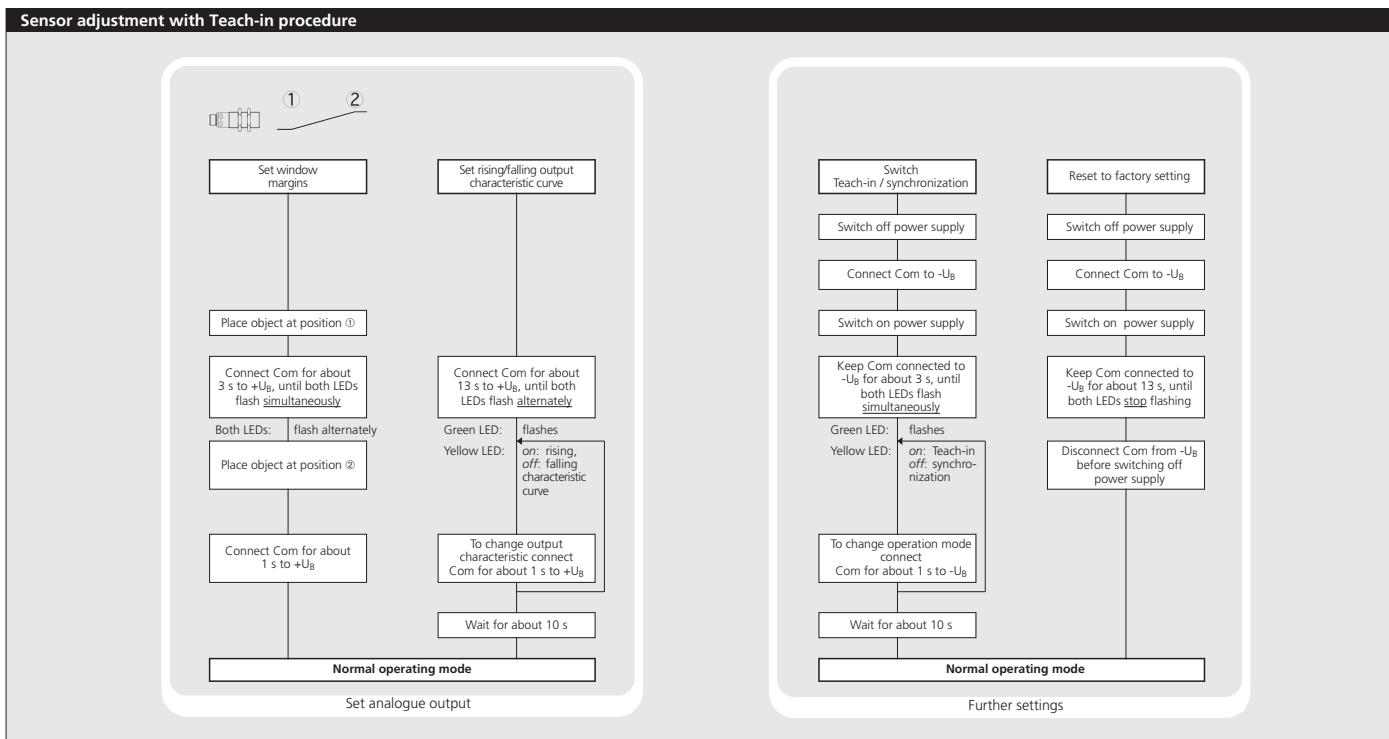 Sensor adjustment with Teach-in procedure
① ②
Set window
margins
Place object at position ①
Connect Com for about
3 s to +UB, until both LEDs
flash simultaneously
Both LEDs: flash alternately
Place object at position ②
Connect Com for about
1 s to +UB
Set rising/falling output
characteristic curve
Connect Com for about
13 s to +UB, until both
LEDs flash alternately
Green LED: flashes
Yellow LED: on: rising,
off: falling
characteristic
curve
To change output
characteristic connect
Com for about 1 s to +UB
Wait for about 10 s
Normal operating mode
Set analogue output
Switch
Teach-in / synchronization
Switch off power supply
Connect Com to -UB
Switch on power supply
Keep Com connected to
-UB for about 3 s, until
both LEDs flash
simultaneously
Green LED: flashes
Yellow LED: on: Teach-in
off: synchro-
nization
To change operation mode
connect
Com for about 1 s to -UB
Wait for about 10 s
Reset to factory setting
Switch off power supply
Connect Com to -UB
Switch on power supply
Keep Com connected to
-UB for about 13 s, until
both LEDs stop flashing
Disconnect Com from -UB
before switching off
power supply
Normal operating mode
Further settings